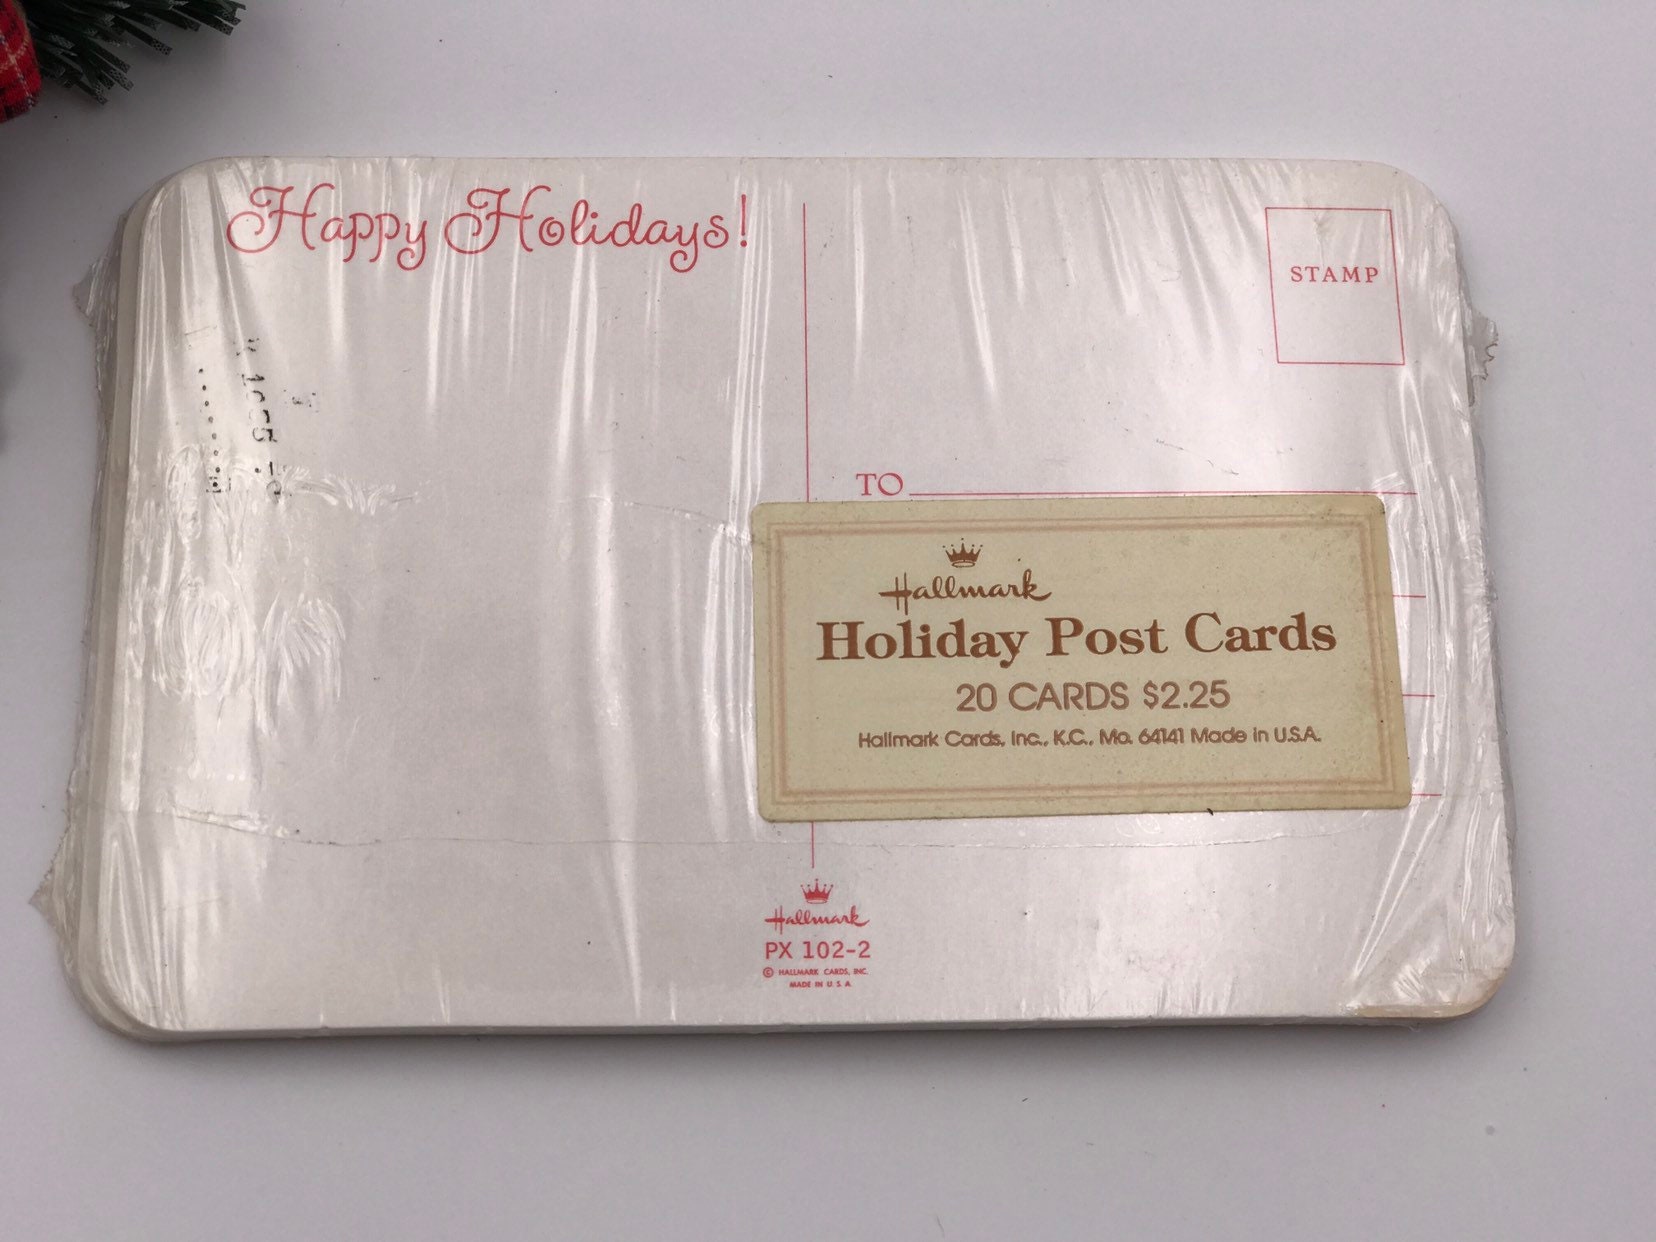 Happy Holidays!
STAMP
TO
Hallmark
Holiday Post Cards
20 CARDS $2.25
Hallmark Cards, Inc., K.C., Mo. 64141 Made in U.S.A.
Hallmark
PX 102-2
© HALLMARK CARDS, INC.
MADE IN U.S.A.